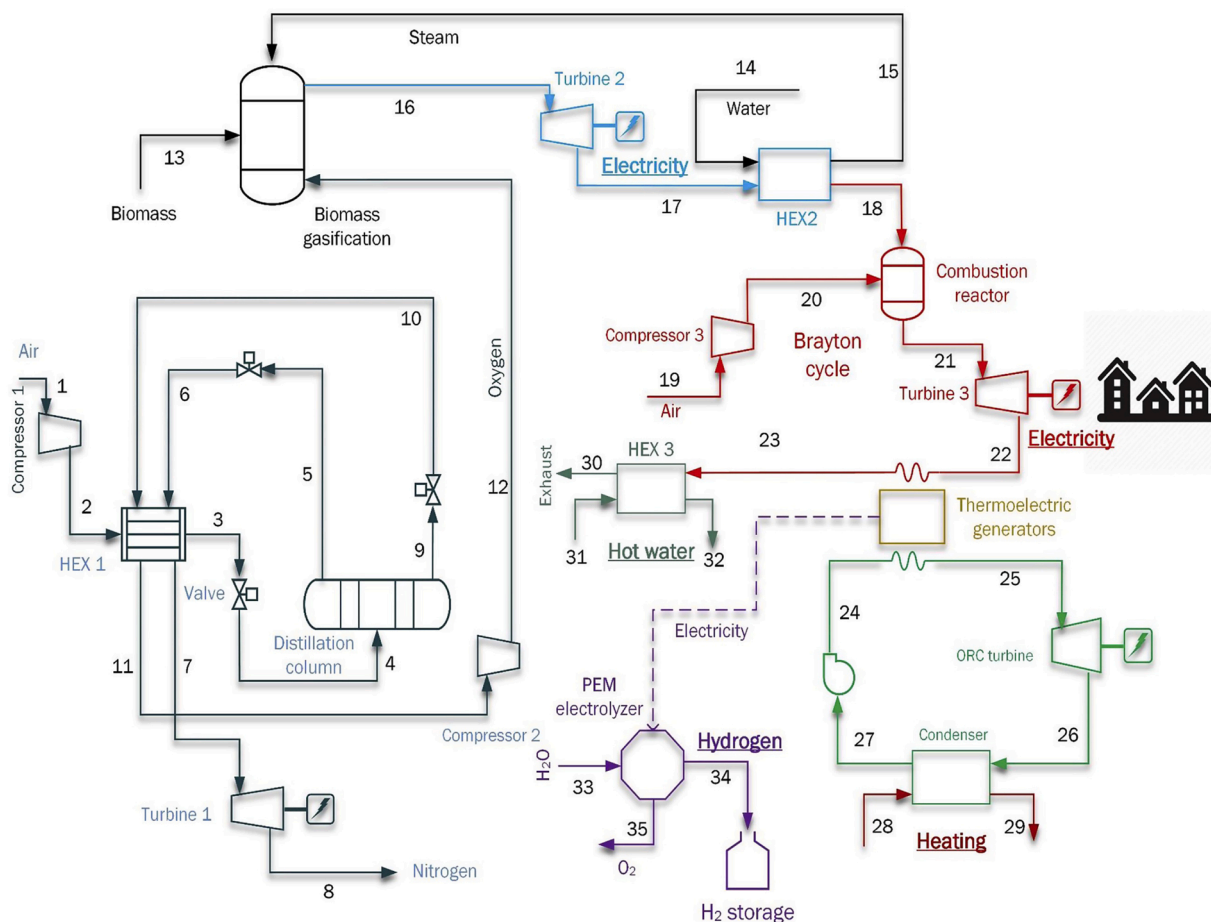 Steam
14
15
Turbine 2
16
Water
13
Electricity
17
18
HEX2
Biomass
Biomass
gasification
Combustion
reactor
10
20
Compressor 3
Brayton
cycle
Oxygen
Air
1
6
19
Air
21
Turbine 3
Compressor 1
5
Exhaust
30
HEX 3
23
22
Electricity
2
3
12
9
HEX 1
31
Hot water
32
Thermoelectric
generators
Valve
25
24
Distillation
column
4
Electricity
11
7
ORC turbine
PEM
electrolyzer
Compressor 2
Hydrogen
27
Condenser
26
H₂O
33
34
Turbine 1
35
28
29
Heating
O₂
Nitrogen
8
H₂ storage